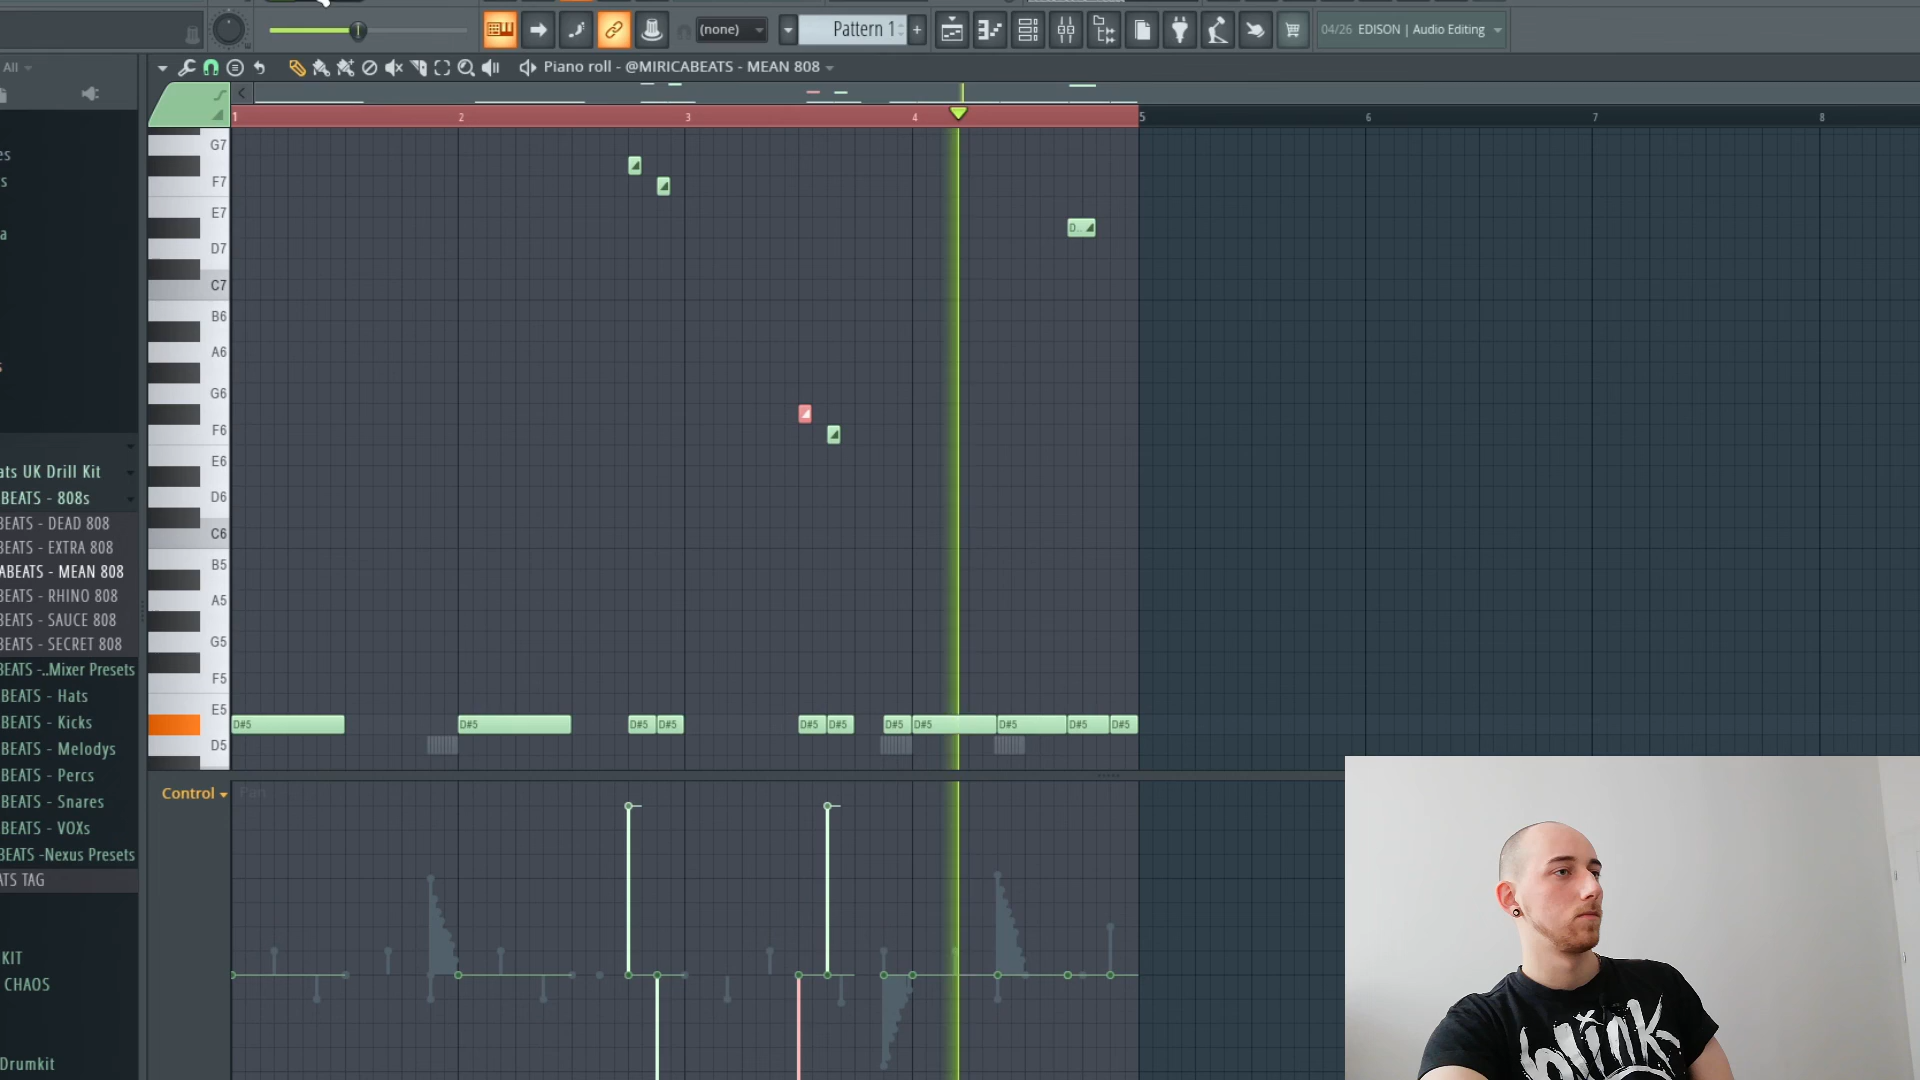 (none)
Pattern 1
+
04/26 EDISON | Audio Editing
All
Piano roll - @MIRICABEATS - MEAN 808
1 2 3 4 5 6 7 8
G7
F7
E7
D..
D7
C7
B6
A6
G6
F6
E6
D6
C6
B5
A5
G5
F5
E5
D#5 D#5 D#5 D#5 D#5 D#5 D#5 D#5 D#5 D#5 D#5
D5
Control
Pan
es
s
a
s
ats UK Drill Kit
BEATS - 808s
BEATS - DEAD 808
BEATS - EXTRA 808
ABEATS - MEAN 808
BEATS - RHINO 808
BEATS - SAUCE 808
BEATS - SECRET 808
BEATS -..Mixer Presets
BEATS - Hats
BEATS - Kicks
BEATS - Melodys
BEATS - Percs
BEATS - Snares
BEATS - VOXs
BEATS -Nexus Presets
ATS TAG
KIT
CHAOS
Drumkit
blink